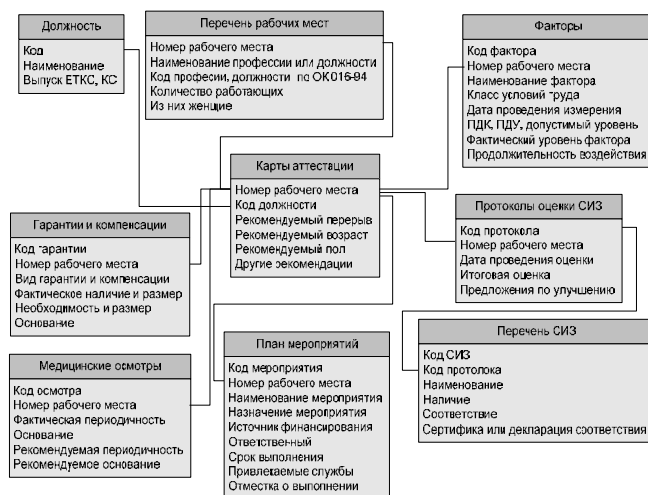 Должность
Код
Наименование
Выпуск ЕТКС, КС
Перечень рабочих мест
Номер рабочего места
Наименование профессии или должности
Код професии, должности по ОК 016-94
Количество работающих
Из них женщие
Факторы
Код фактора
Номер рабочего места
Наименование фактора
Класс условий труда
Дата проведения измерения
ПДК, ПДУ, допустимый уровень
Фактический уровень фактора
Продолжительность воздействия
Карты аттестации
Номер рабочего места
Код должности
Рекомендуемый перерыв
Рекомендуемый возраст
Рекомендуемый пол
Другие рекомендации
Гарантии и компенсации
Код гарантии
Номер рабочего места
Вид гарантии и компенсации
Фактическое наличие и размер
Необходимость и размер
Основание
Протоколы оценки СИЗ
Код протокола
Номер рабочего места
Дата проведения оценки
Итоговая оценка
Предложения по улучшению
Медицинские осмотры
Код осмотра
Номер рабочего места
Фактическая периодичность
Основание
Рекомендуемая периодичность
Рекомендуемое основание
План мероприятий
Код мероприятия
Номер рабочего места
Наименование мероприятия
Назначение мероприятия
Источник финансирования
Ответственный
Срок выполнения
Привлекаемые службы
Отместка о выполнении
Перечень СИЗ
Код СИЗ
Код протолока
Наименование
Наличие
Соответствие
Сертифика или декларация соответствия